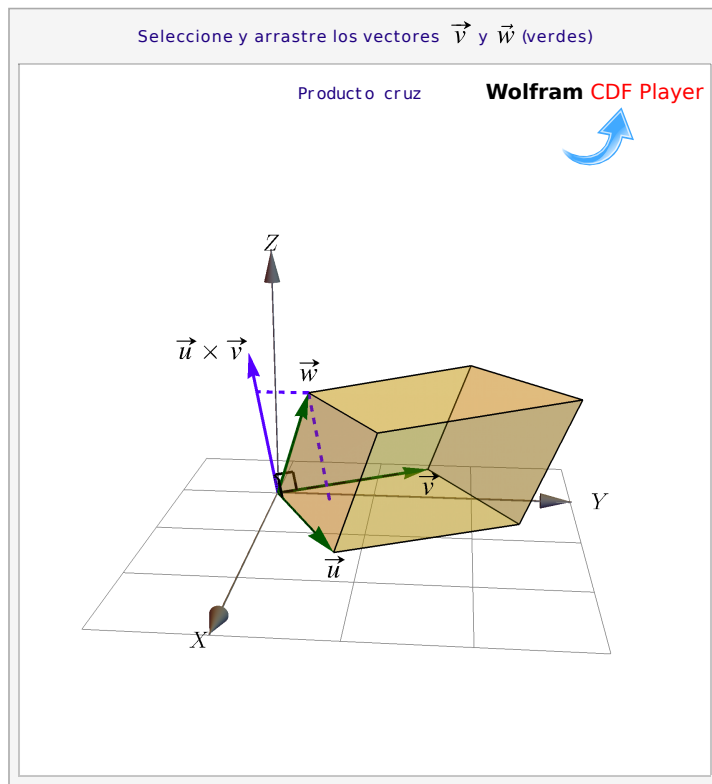 Seleccione y arrastre los vectores v⃗ y w⃗ (verdes)
Producto cruz
Wolfram CDF Player
Z
u⃗ × v⃗
w⃗
v⃗
Y
u⃗
X